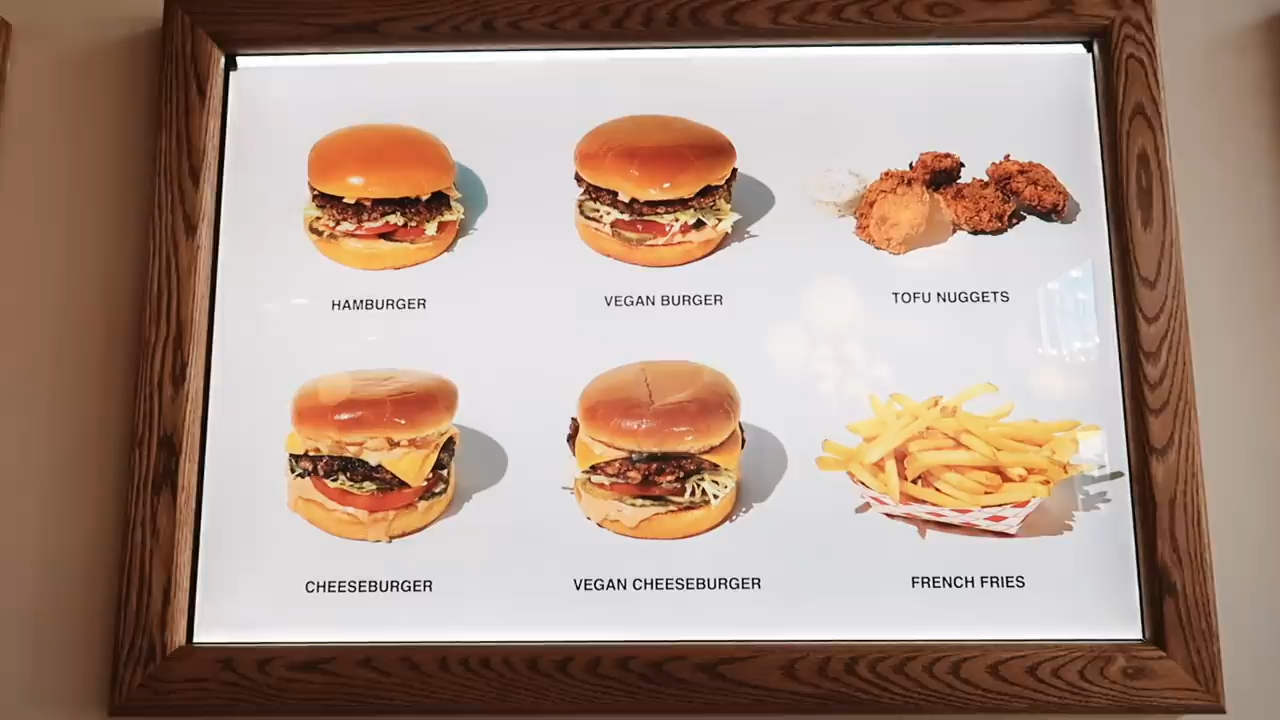 HAMBURGER
VEGAN BURGER
TOFU NUGGETS
CHEESEBURGER
VEGAN CHEESEBURGER
FRENCH FRIES